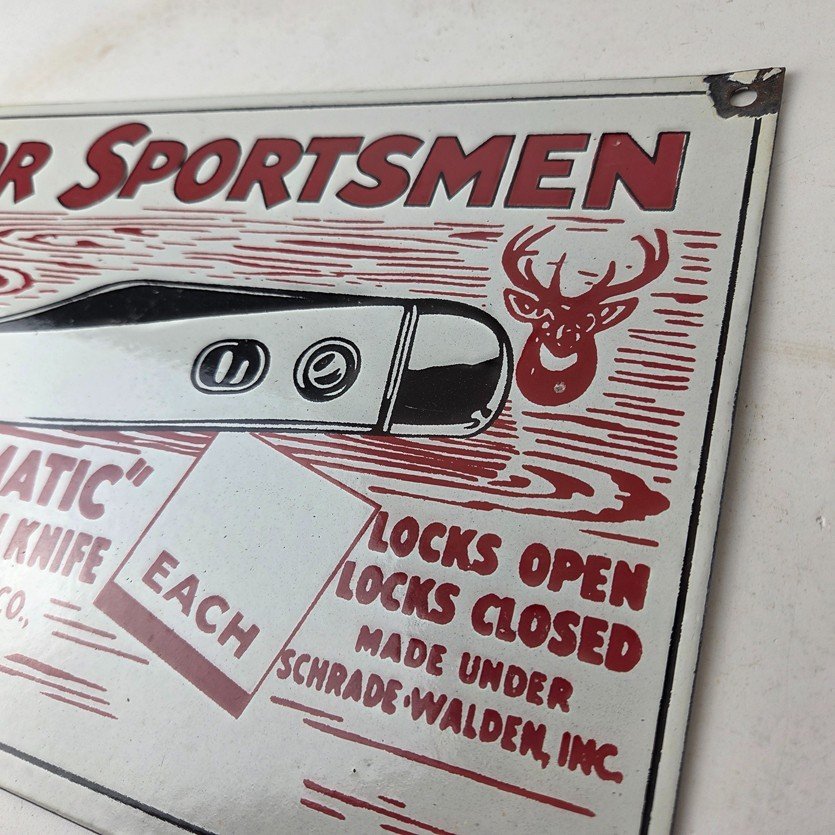 OR SPORTSMEN
MATIC"
KNIFE
CO.,
EACH
LOCKS OPEN
LOCKS CLOSED
MADE UNDER
SCHRADE-WALDEN, INC.